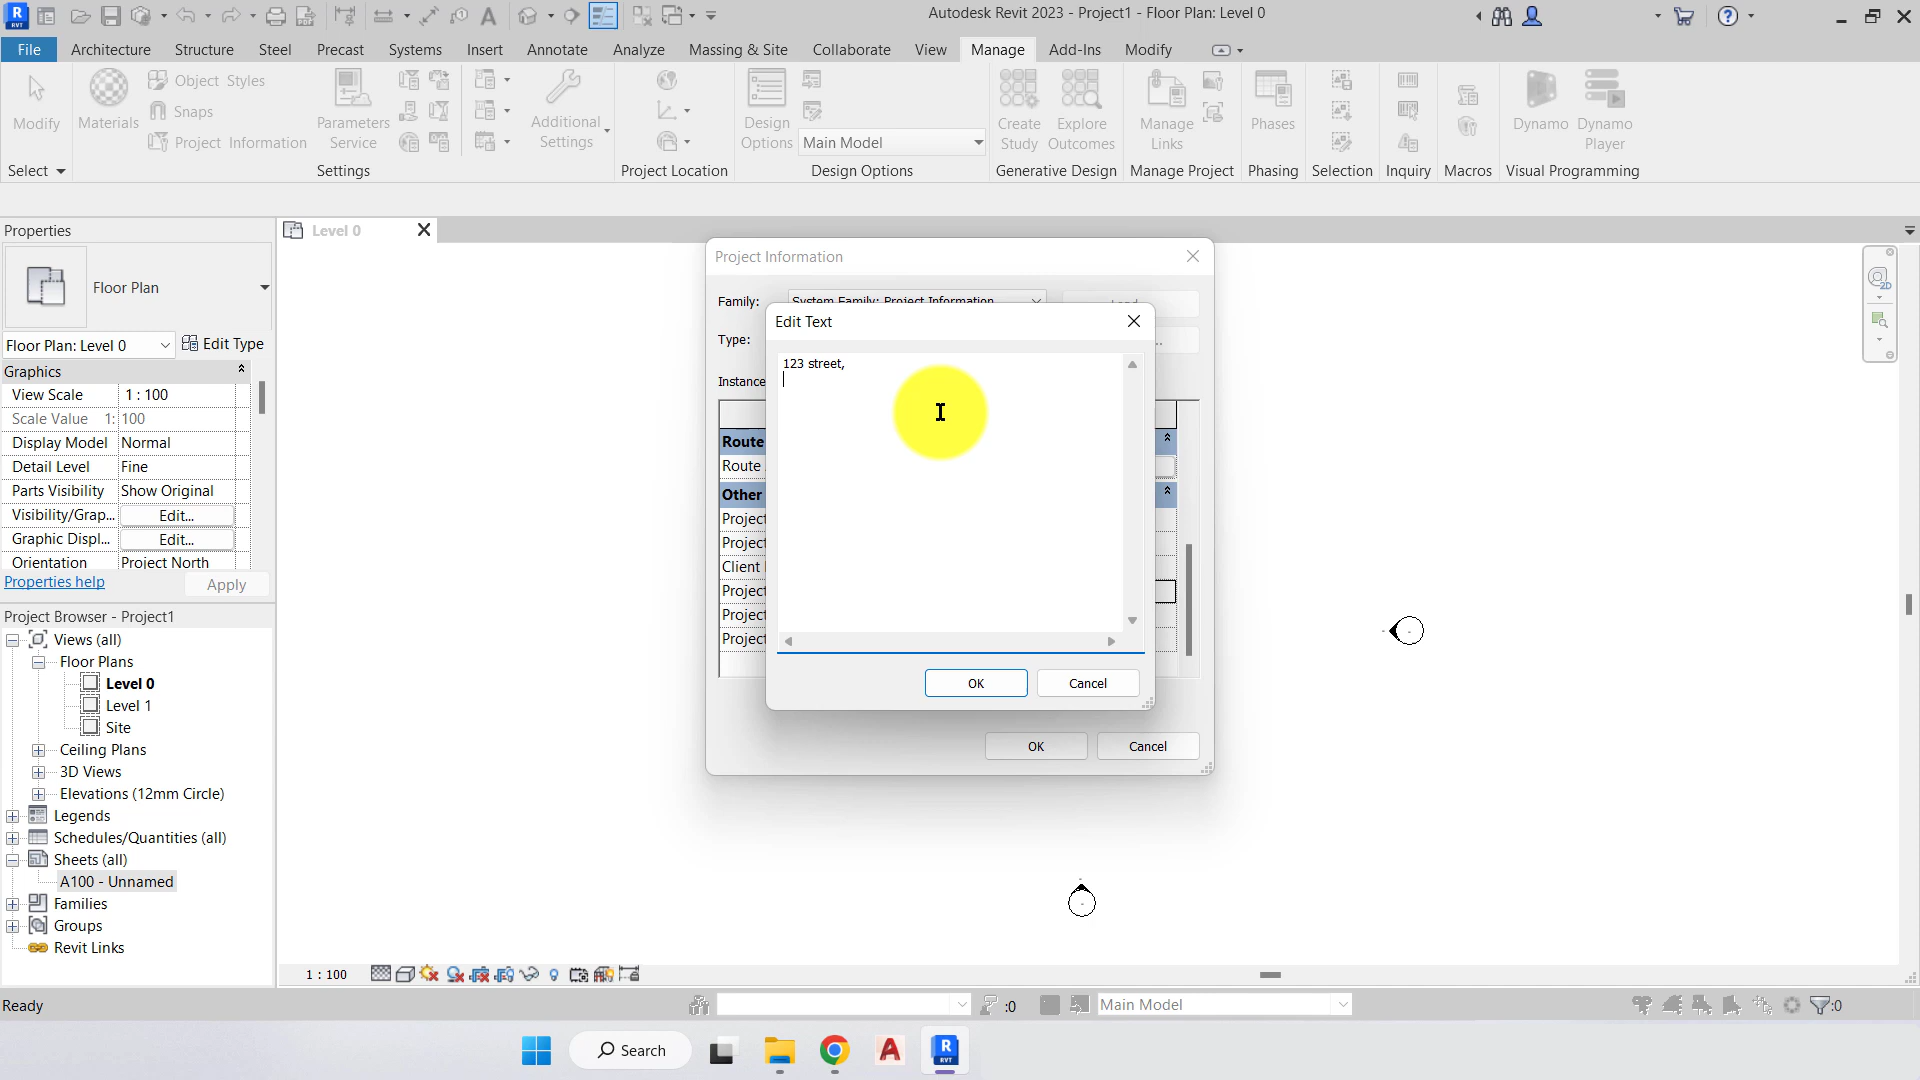 Autodesk Revit 2023 - Project1 - Floor Plan: Level 0
File Architecture Structure Steel Precast Systems Insert Annotate Analyze Massing & Site Collaborate View Manage Add-Ins Modify
Modify
Materials
Object Styles
Snaps
Project Information
Parameters Service
Additional Settings
Design Options
Main Model
Create Study
Explore Outcomes
Manage Links
Phases
Dynamo
Dynamo Player
Select Settings Project Location Design Options Generative Design Manage Project Phasing Selection Inquiry Macros Visual Programming
Properties
Floor Plan
Floor Plan: Level 0 Edit Type
Graphics
View Scale 1 : 100
Scale Value 1: 100
Display Model Normal
Detail Level Fine
Parts Visibility Show Original
Visibility/Grap... Edit...
Graphic Displ... Edit...
Orientation Project North
Properties help Apply
Project Browser - Project1
Views (all)
Floor Plans
Level 0
Level 1
Site
Ceiling Plans
3D Views
Elevations (12mm Circle)
Legends
Schedules/Quantities (all)
Sheets (all)
A100 - Unnamed
Families
Groups
Revit Links
Level 0
Project Information
Family: System Family: Project Information
Type:
Instance
Route
Route
Other
Project
Project
Client
Project
Project
Project
OK Cancel
Edit Text
123 street,
OK Cancel
1 : 100
Ready
:0
Main Model
:0
Search
R
RVT
2D